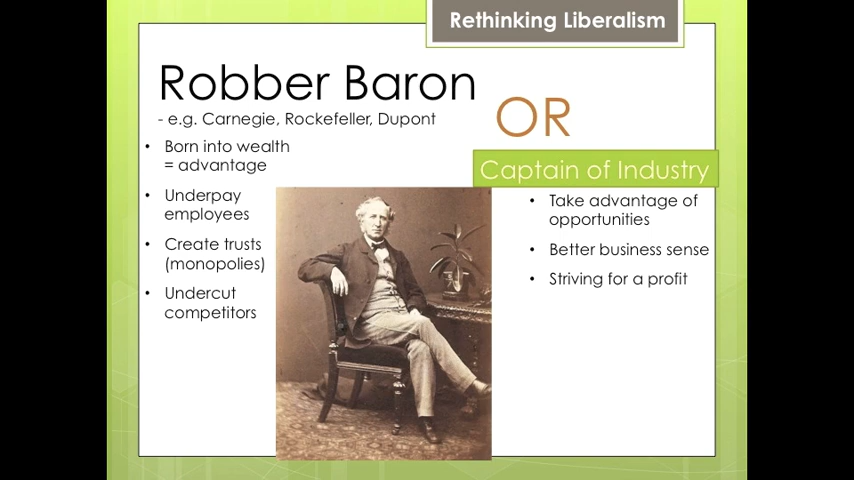 Rethinking Liberalism
Robber Baron
- e.g. Carnegie, Rockefeller, Dupont
• Born into wealth
= advantage
• Underpay
employees
• Create trusts
(monopolies)
• Undercut
competitors
OR
Captain of Industry
• Take advantage of
opportunities
• Better business sense
• Striving for a profit